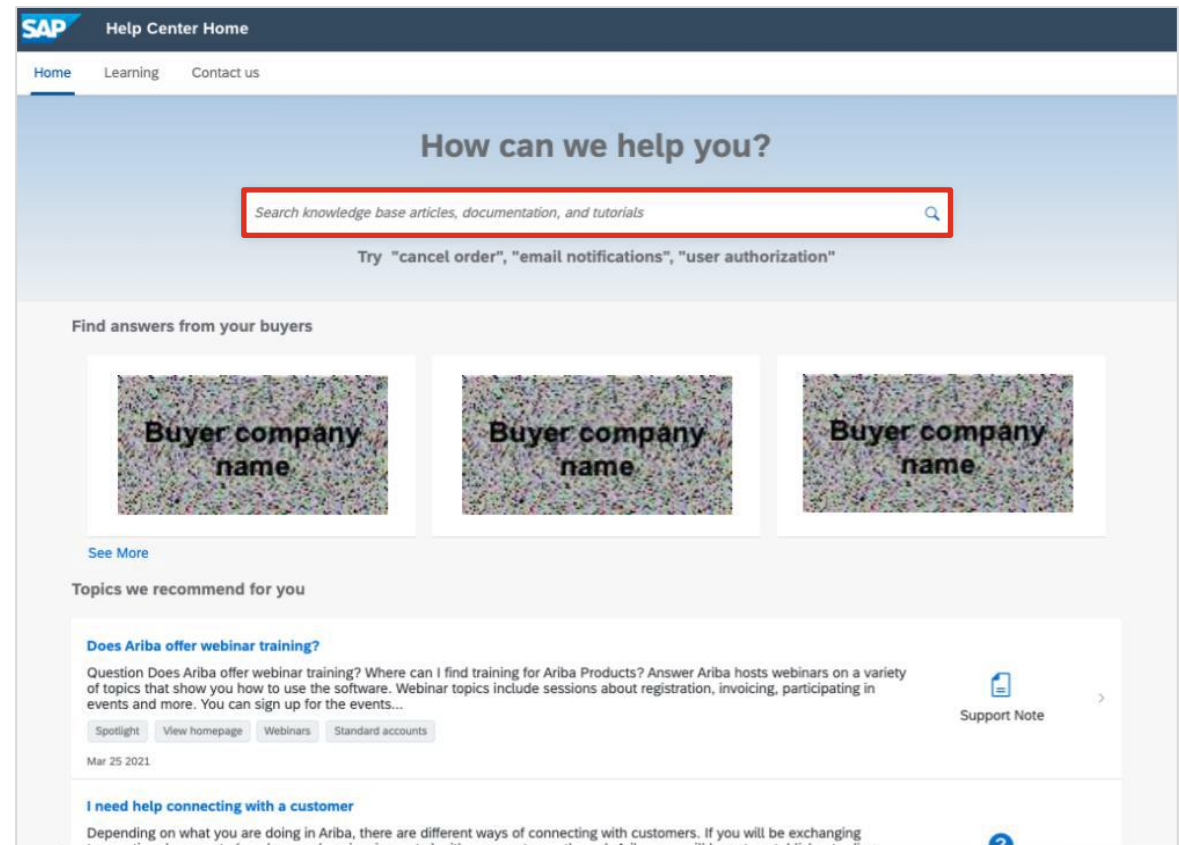 SAP Help Center Home
Home Learning Contact us
How can we help you?
Search knowledge base articles, documentation, and tutorials
Try "cancel order", "email notifications", "user authorization"
Find answers from your buyers
Buyer company
name
Buyer company
name
Buyer company
name
See More
Topics we recommend for you
Does Ariba offer webinar training?
Question Does Ariba offer webinar training? Where can I find training for Ariba Products? Answer Ariba hosts webinars on a variety
of topics that show you how to use the software. Webinar topics include sessions about registration, invoicing, participating in
events and more. You can sign up for the events...
Support Note
Spotlight View homepage Webinars Standard accounts
Mar 25 2021
I need help connecting with a customer
Depending on what you are doing in Ariba, there are different ways of connecting with customers. If you will be exchanging